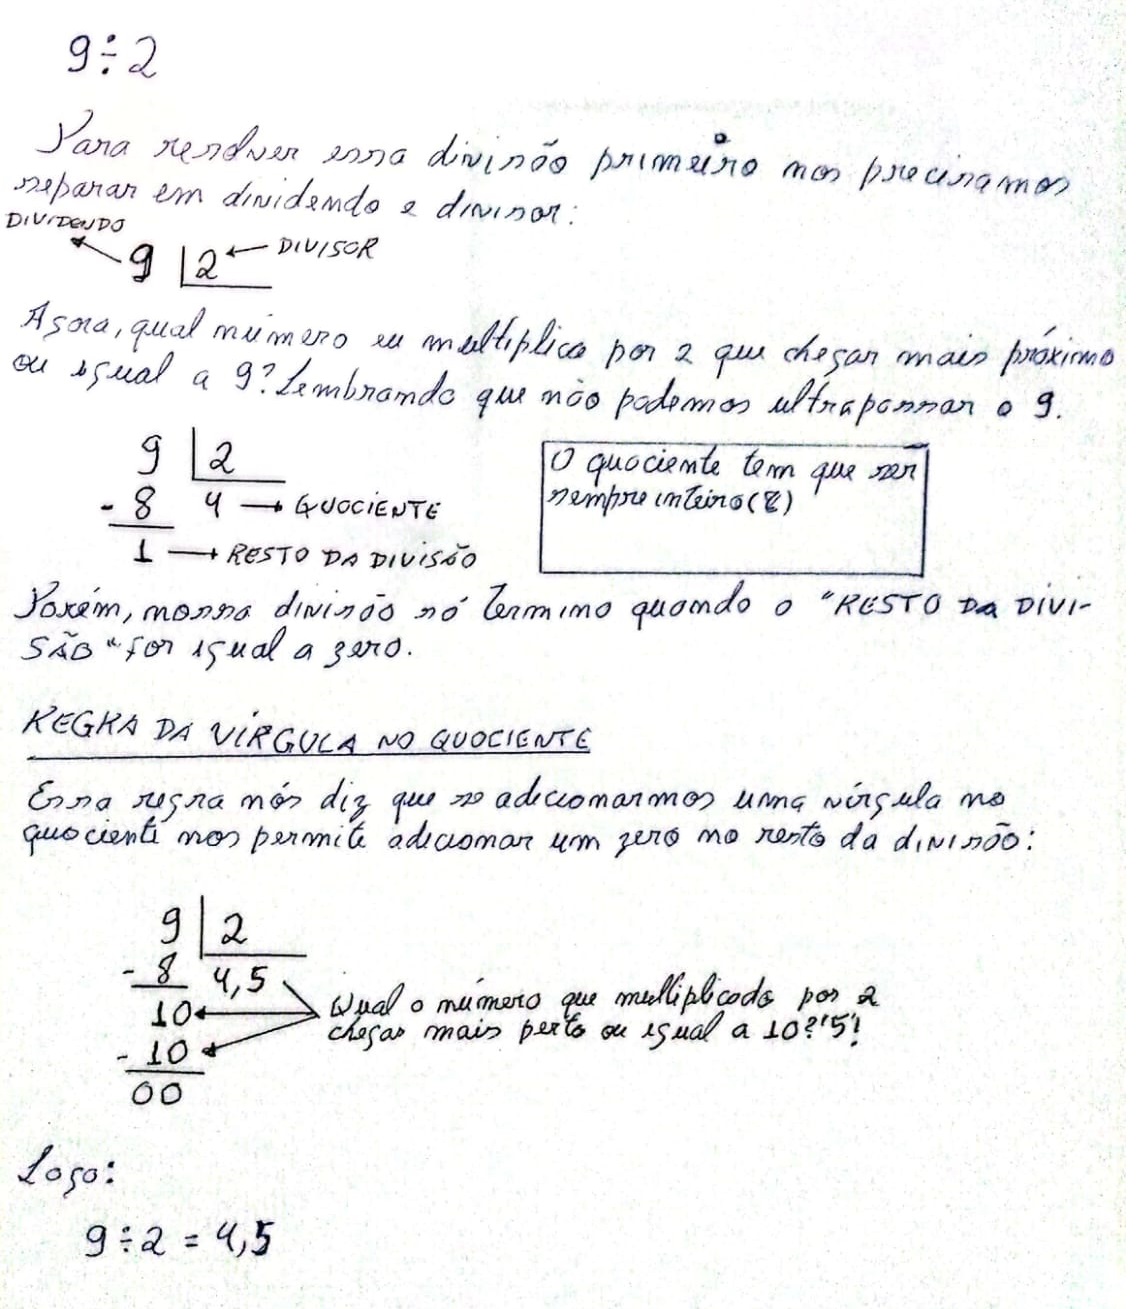 9÷2
Para resolver essa divisão primeiro nos precisamos
separar em dividendo e divisor:
DIVIDENDO
9 2 ← DIVISOR
Agora, qual número eu multiplico por 2 que chegar mais próximo
ou igual a 9? Lembrando que não podemos ultrapassar o 9.
9 2
- 8 4 → QUOCIENTE
1 → RESTO DA DIVISÃO
O quociente tem que ser
sempre inteiro (Z)
Porém, nossa divisão só termino quando o "RESTO DA DIVI-
SÃO" for igual a zero.
REGRA DA VÍRGULA NO QUOCIENTE
Essa regra nós diz que se adicionarmos uma vírgula no
quociente nos permite adicionar um zero no resto da divisão:
9 2
- 8 4,5
10
- 10
00
Qual o número que multiplicado por 2
chegar mais perto ou igual a 10? '5'!
Logo:
9 ÷ 2 = 4,5